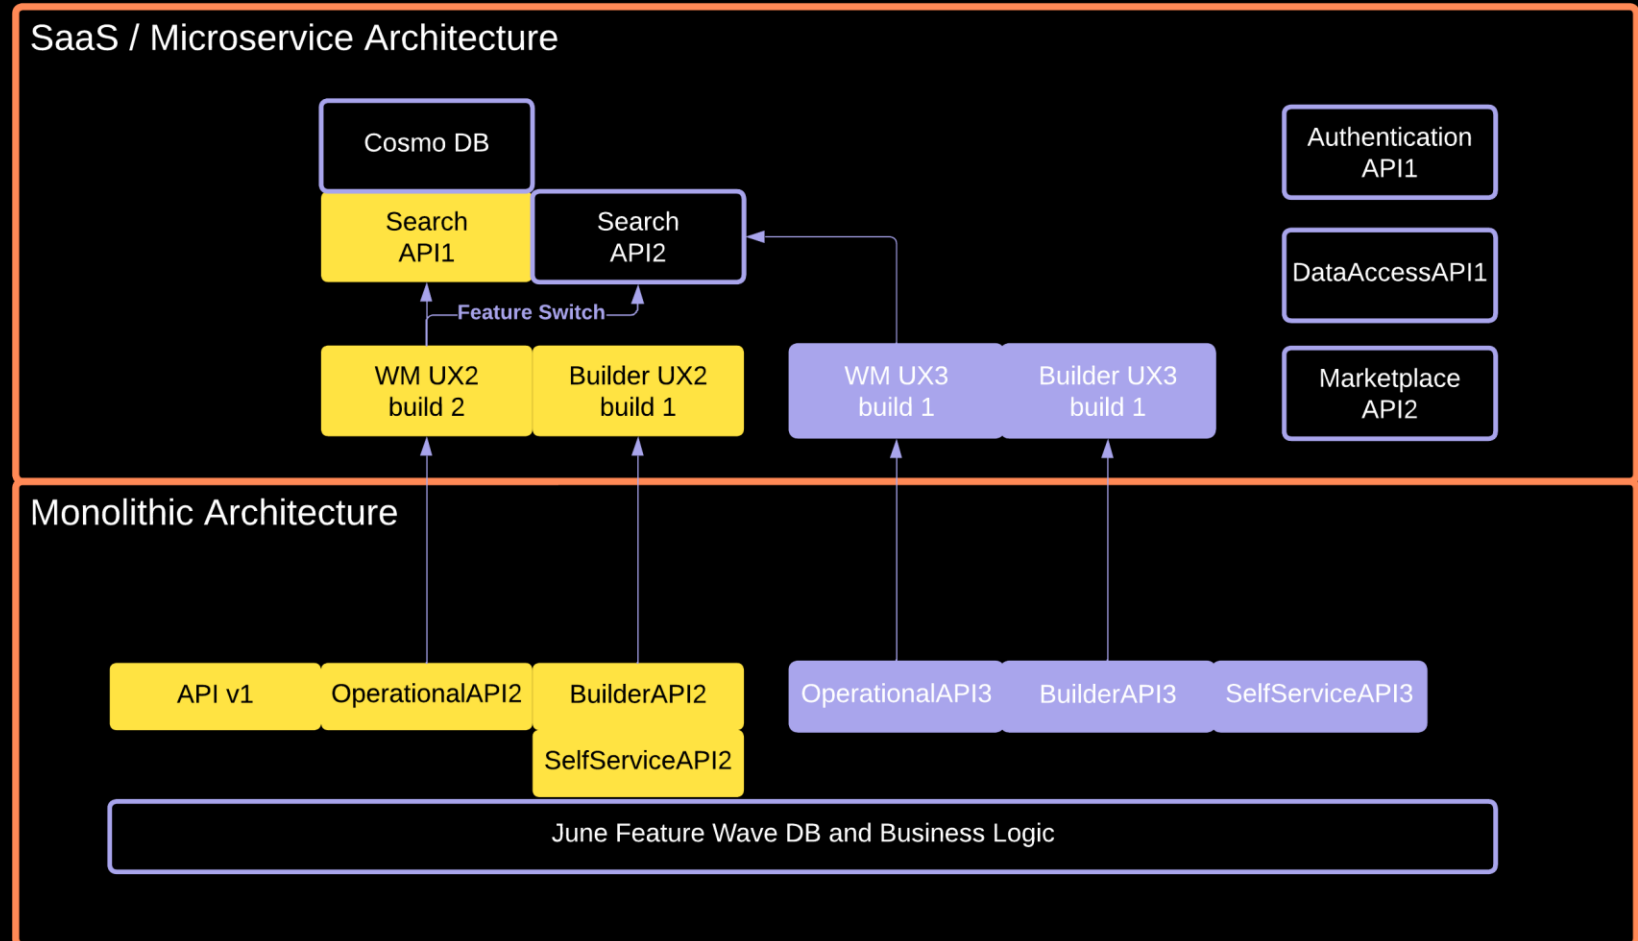 SaaS / Microservice Architecture
Cosmo DB
Authentication
API1
Search
API1
Search
API2
DataAccessAPI1
Feature Switch
WM UX2
build 2
Builder UX2
build 1
WM UX3
build 1
Builder UX3
build 1
Marketplace
API2
Monolithic Architecture
API v1
OperationalAPI2
BuilderAPI2
OperationalAPI3
BuilderAPI3
SelfServiceAPI3
SelfServiceAPI2
June Feature Wave DB and Business Logic